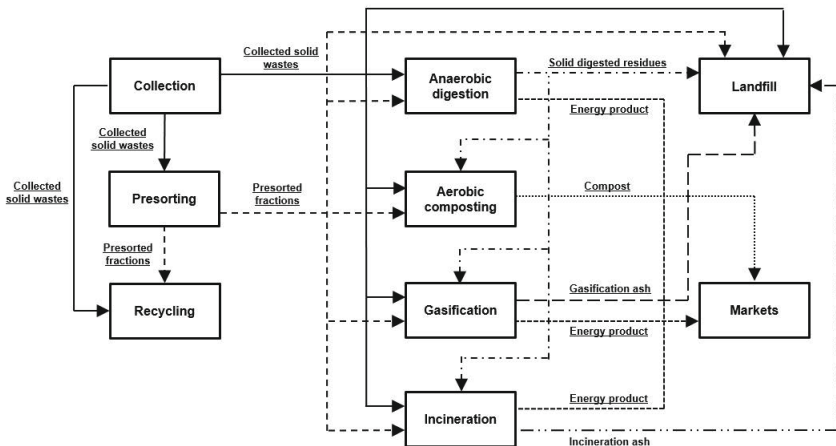 Collected solid
wastes
Solid digested residues
Collection
Anaerobic
digestion
Landfill
Energy product
Collected
solid wastes
Collected
solid wastes
Presorting
Presorted
fractions
Aerobic
composting
Compost
Presorted
fractions
Recycling
Gasification
Gasification ash
Markets
Energy product
Incineration
Energy product
Incineration ash